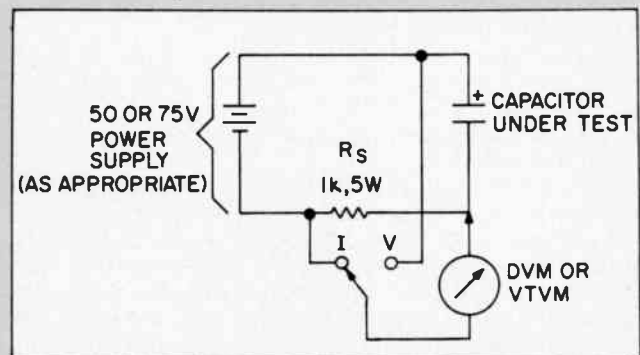 50 OR 75V
POWER
SUPPLY
(AS APPROPRIATE)
+ CAPACITOR
UNDER TEST
RS
1k,5W
I
V
DVM OR
VTVM